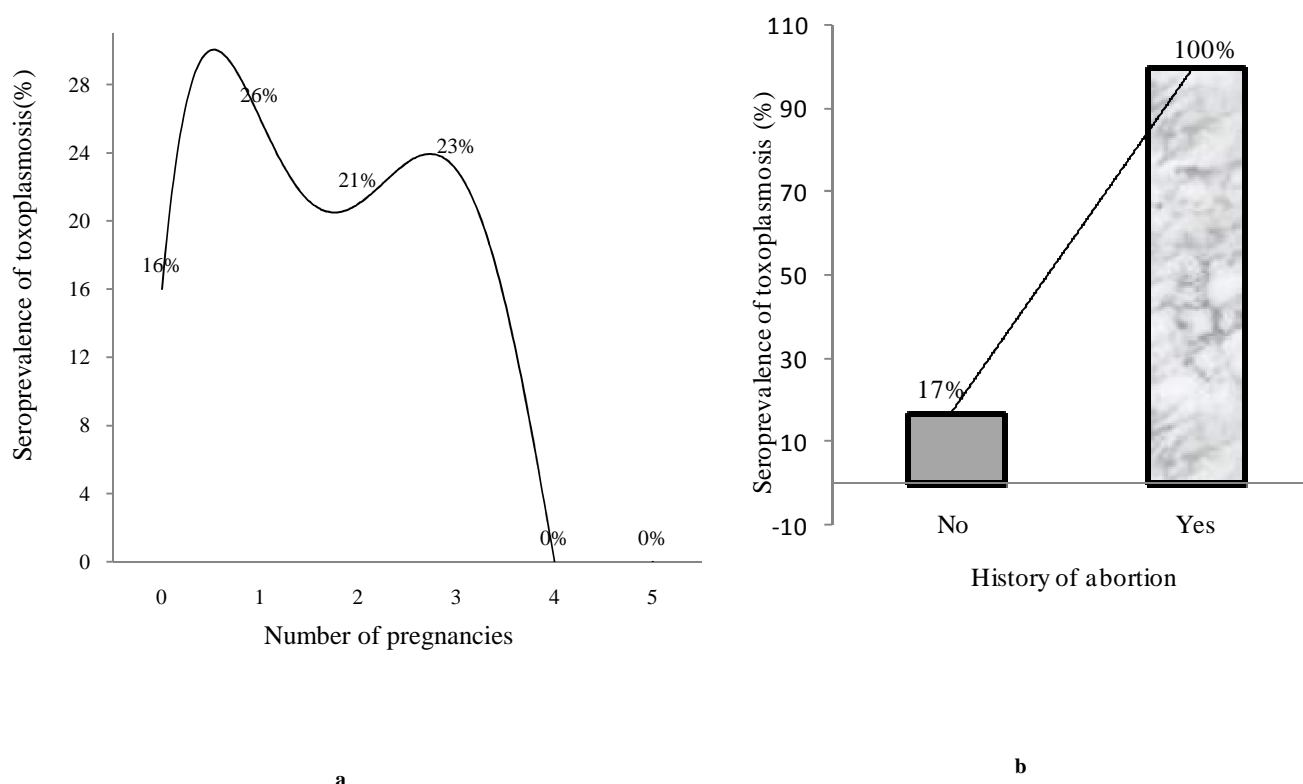 Seroprevalence of toxoplasmosis(%)
28
24
20
16
12
8
4
0
16%
26%
21%
23%
0%
0%
0 1 2 3 4 5
Number of pregnancies
a
Seroprevalence of toxoplasmosis (%)
110
90
70
50
30
10
-10
17%
100%
No Yes
History of abortion
b